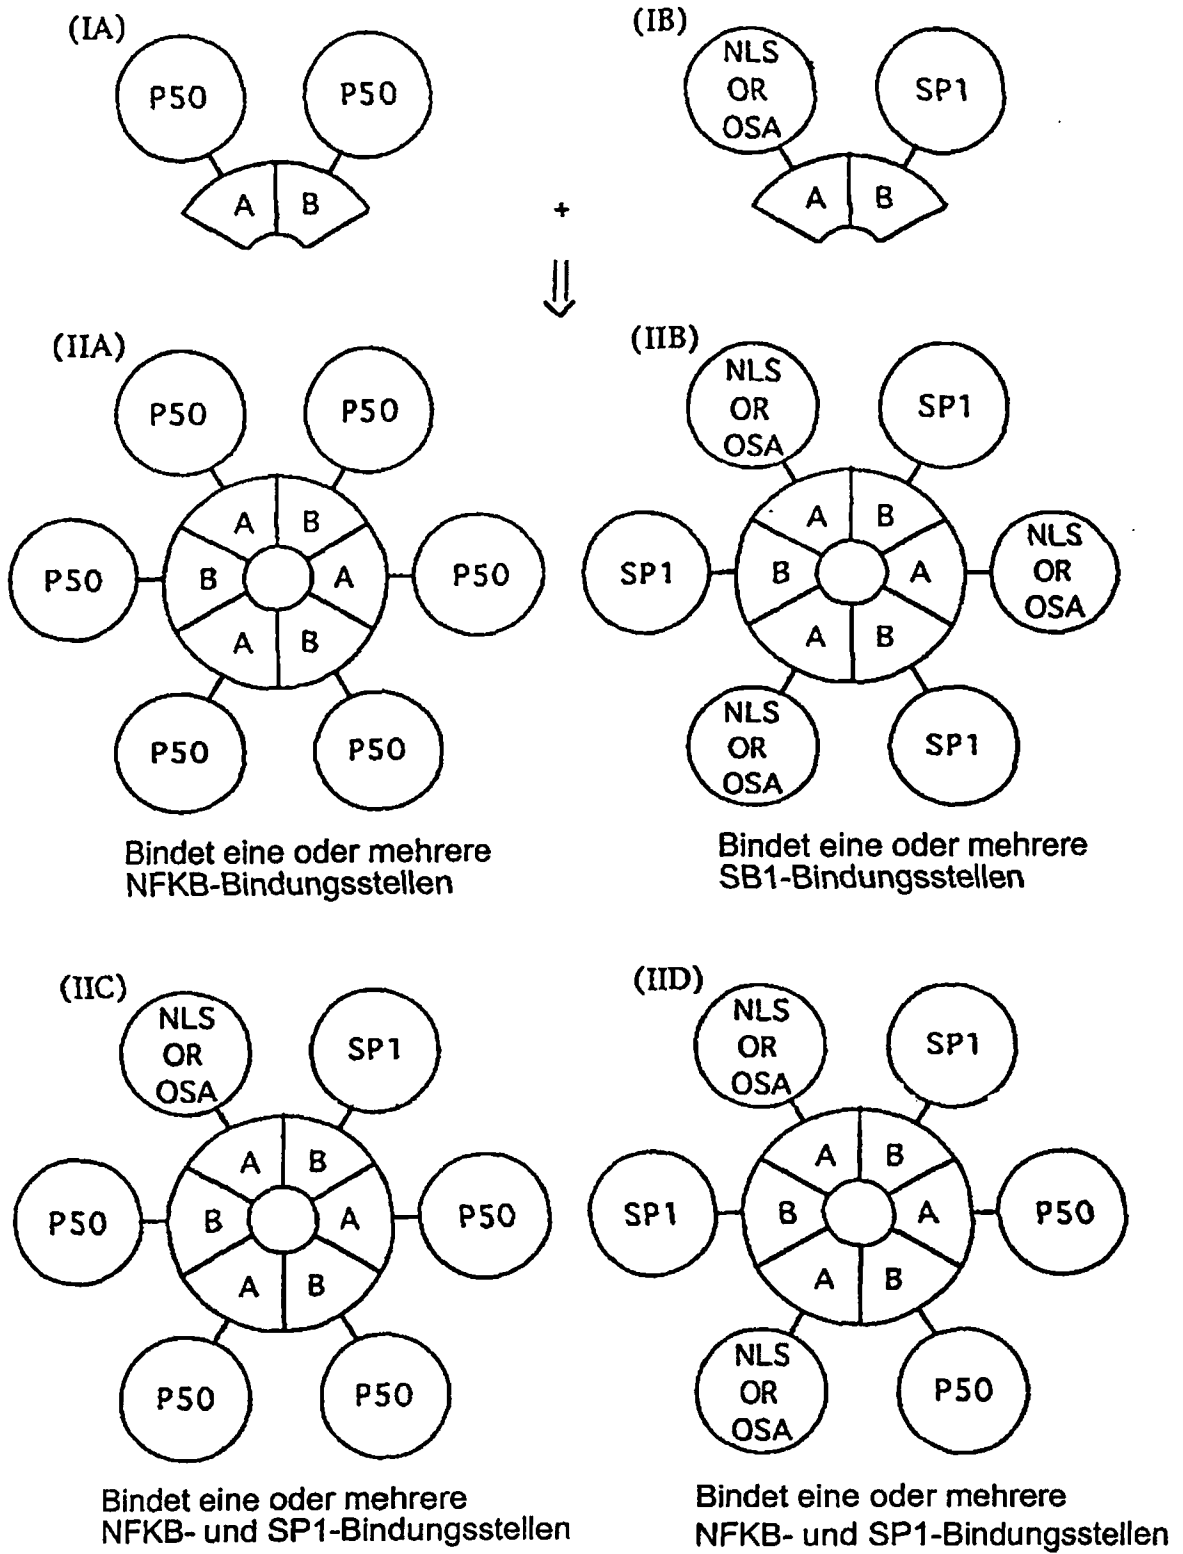 (IA)
P50
P50
A
B
+
(IB)
NLS
OR
OSA
SP1
A
B
(IIA)
P50
P50
A
B
P50
B
A
P50
A
B
P50
P50
Bindet eine oder mehrere
NFKB-Bindungsstellen
(IIB)
NLS
OR
OSA
SP1
A
B
SP1
B
A
NLS
OR
OSA
A
B
NLS
OR
OSA
SP1
Bindet eine oder mehrere
SB1-Bindungsstellen
(IIC)
NLS
OR
OSA
SP1
A
B
P50
B
A
P50
A
B
P50
P50
Bindet eine oder mehrere
NFKB- und SP1-Bindungsstellen
(IID)
NLS
OR
OSA
SP1
A
B
SP1
B
A
P50
A
B
NLS
OR
OSA
P50
Bindet eine oder mehrere
NFKB- und SP1-Bindungsstellen